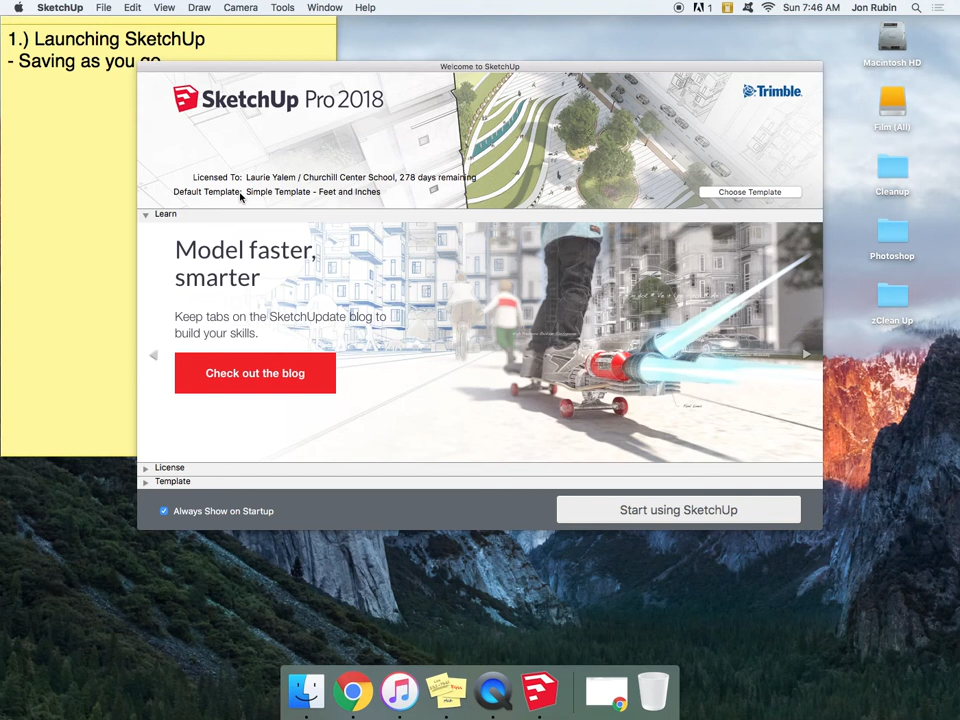 SketchUp File Edit View Draw Camera Tools Window Help
1 Sun 7:46 AM Jon Rubin
1.) Launching SketchUp
- Saving as you go
Welcome to SketchUp
SketchUp Pro 2018
Trimble
Licensed To: Laurie Yalem / Churchill Center School, 278 days remaining
Default Template: Simple Template - Feet and Inches
Choose Template
Learn
Model faster,
smarter
Keep tabs on the SketchUpdate blog to
build your skills.
Check out the blog
License
Template
Always Show on Startup
Start using SketchUp
Macintosh HD
Film (All)
Cleanup
Photoshop
zClean Up